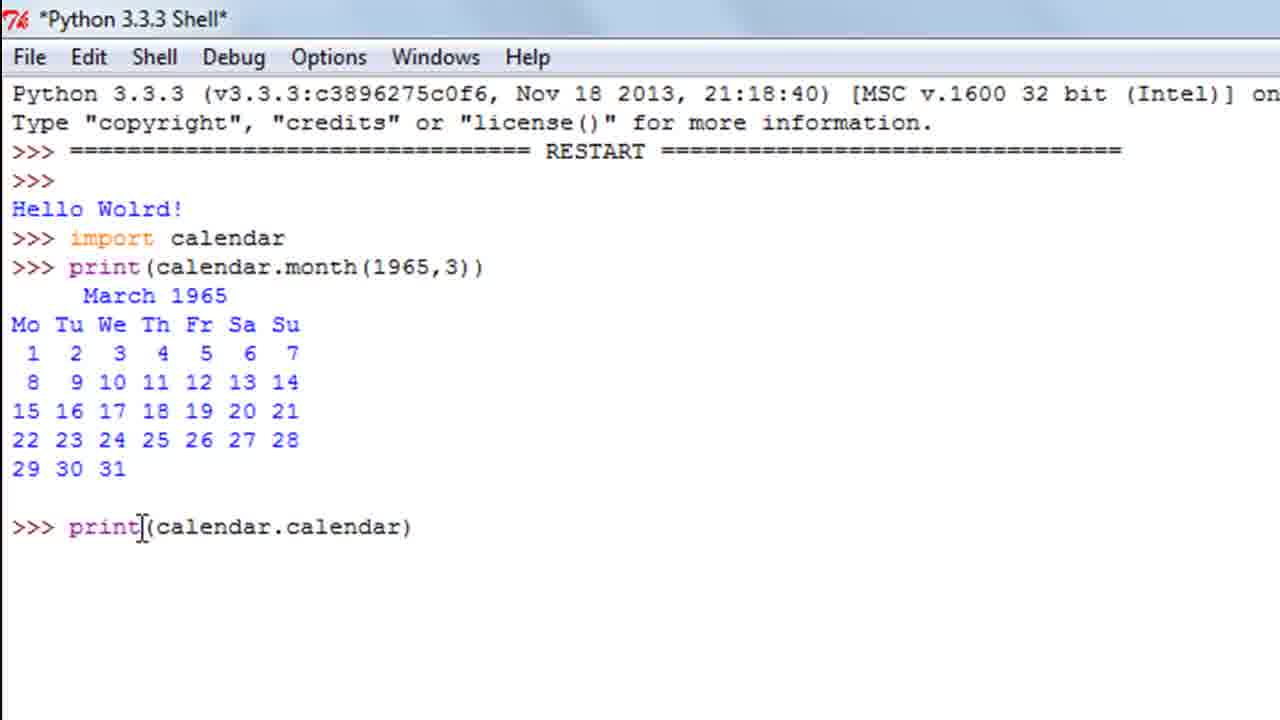 *Python 3.3.3 Shell*
File Edit Shell Debug Options Windows Help
Python 3.3.3 (v3.3.3:c3896275c0f6, Nov 18 2013, 21:18:40) [MSC v.1600 32 bit (Intel)] on
Type "copyright", "credits" or "license()" for more information.
>>> ================================ RESTART ================================
>>>
Hello Wolrd!
>>> import calendar
>>> print(calendar.month(1965,3))
     March 1965
Mo Tu We Th Fr Sa Su
 1  2  3  4  5  6  7
 8  9 10 11 12 13 14
15 16 17 18 19 20 21
22 23 24 25 26 27 28
29 30 31
>>> print(calendar.calendar)